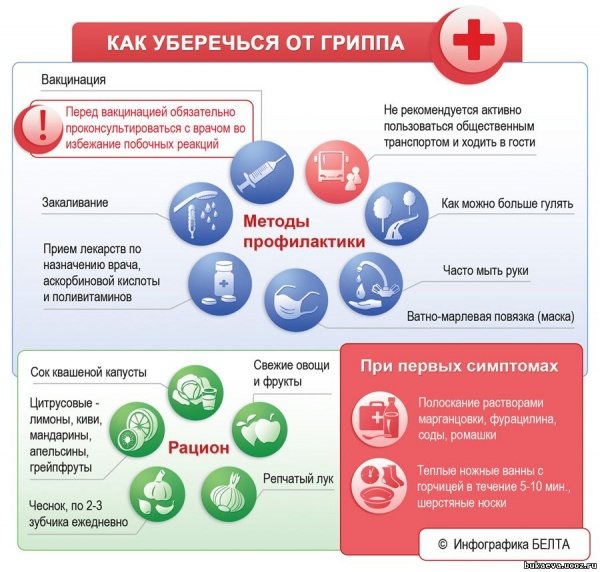 КАК УБЕРЕЧЬСЯ ОТ ГРИППА
Вакцинация
!
Перед вакцинацией обязательно
проконсультироваться с врачом во
избежание побочных реакций
Не рекомендуется активно
пользоваться общественным
транспортом и ходить в гости
Закаливание
Методы
профилактики
Как можно больше гулять
Прием лекарств по
назначению врача,
аскорбиновой кислоты
и поливитаминов
Часто мыть руки
Ватно-марлевая повязка (маска)
Сок квашеной капусты
Свежие овощи
и фрукты
Цитрусовые -
лимоны, киви,
мандарины,
апельсины,
грейпфруты
Рацион
Репчатый лук
Чеснок, по 2-3
зубчика ежедневно
При первых симптомах
Полоскание растворами
марганцовки, фурацилина,
соды, ромашки
Теплые ножные ванны с
горчицей в течение 5-10 мин.,
шерстяные носки
© Инфографика БЕЛТА
bukaeva.ucoz.ru